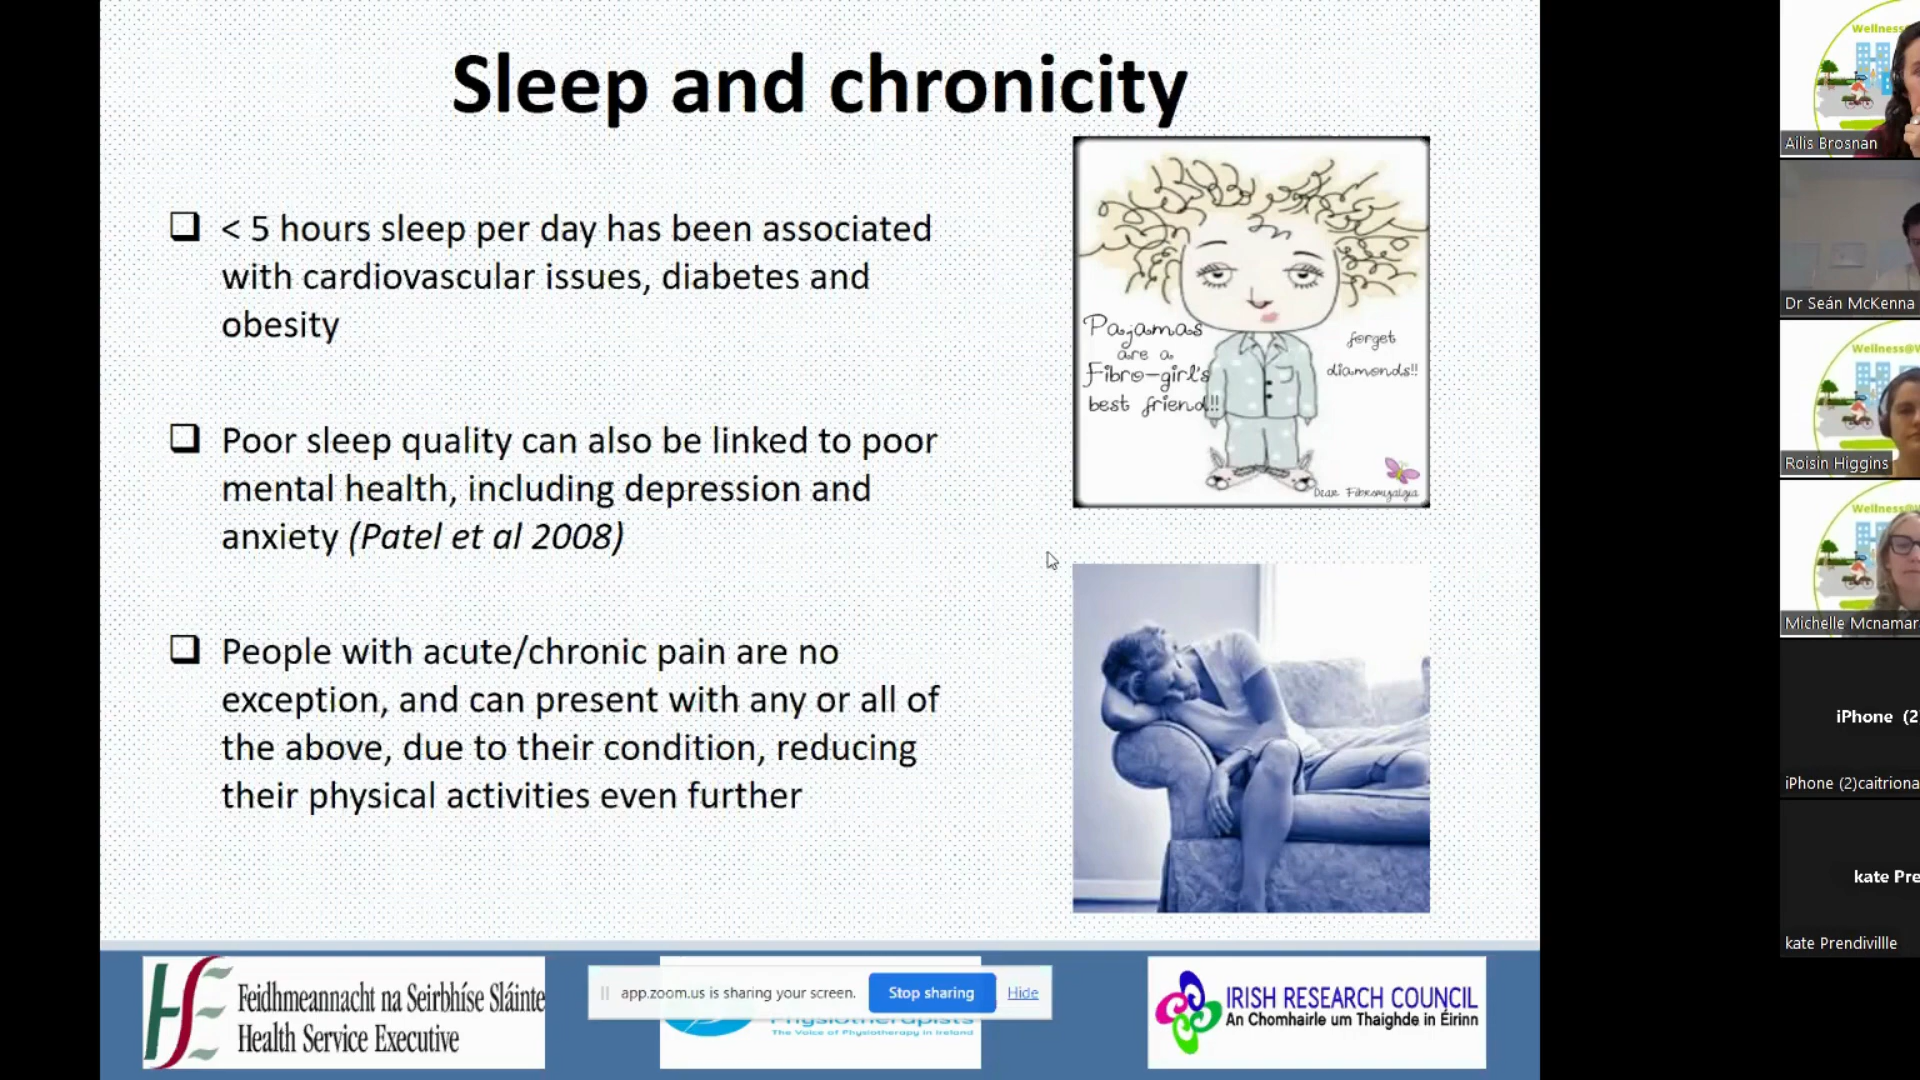 Sleep and chronicity
< 5 hours sleep per day has been associated
with cardiovascular issues, diabetes and
obesity
Poor sleep quality can also be linked to poor
mental health, including depression and
anxiety (Patel et al 2008)
People with acute/chronic pain are no
exception, and can present with any or all of
the above, due to their condition, reducing
their physical activities even further
Pajamas
are a
Fibro-girl's
best friend!!
forget
diamonds!!
Dear Fibromyalgia
Feidhmeannacht na Seirbhíse Sláinte
Health Service Executive
app.zoom.us is sharing your screen.
Stop sharing
Hide
Physiotherapists
The Voice of Physiotherapy in Ireland
IRISH RESEARCH COUNCIL
An Chomhairle um Thaighde in Éirinn
Wellness
Ailis Brosnan
Dr Seán McKenna
Wellness@W
Roisin Higgins
Wellness@W
Michelle Mcnamar
iPhone (2
iPhone (2)caitriona
kate Pre
kate Prendivillle